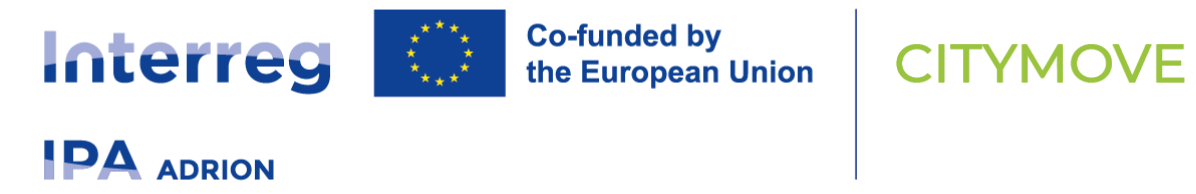 Interreg
Co-funded by
the European Union
CITYMOVE
IPA ADRION